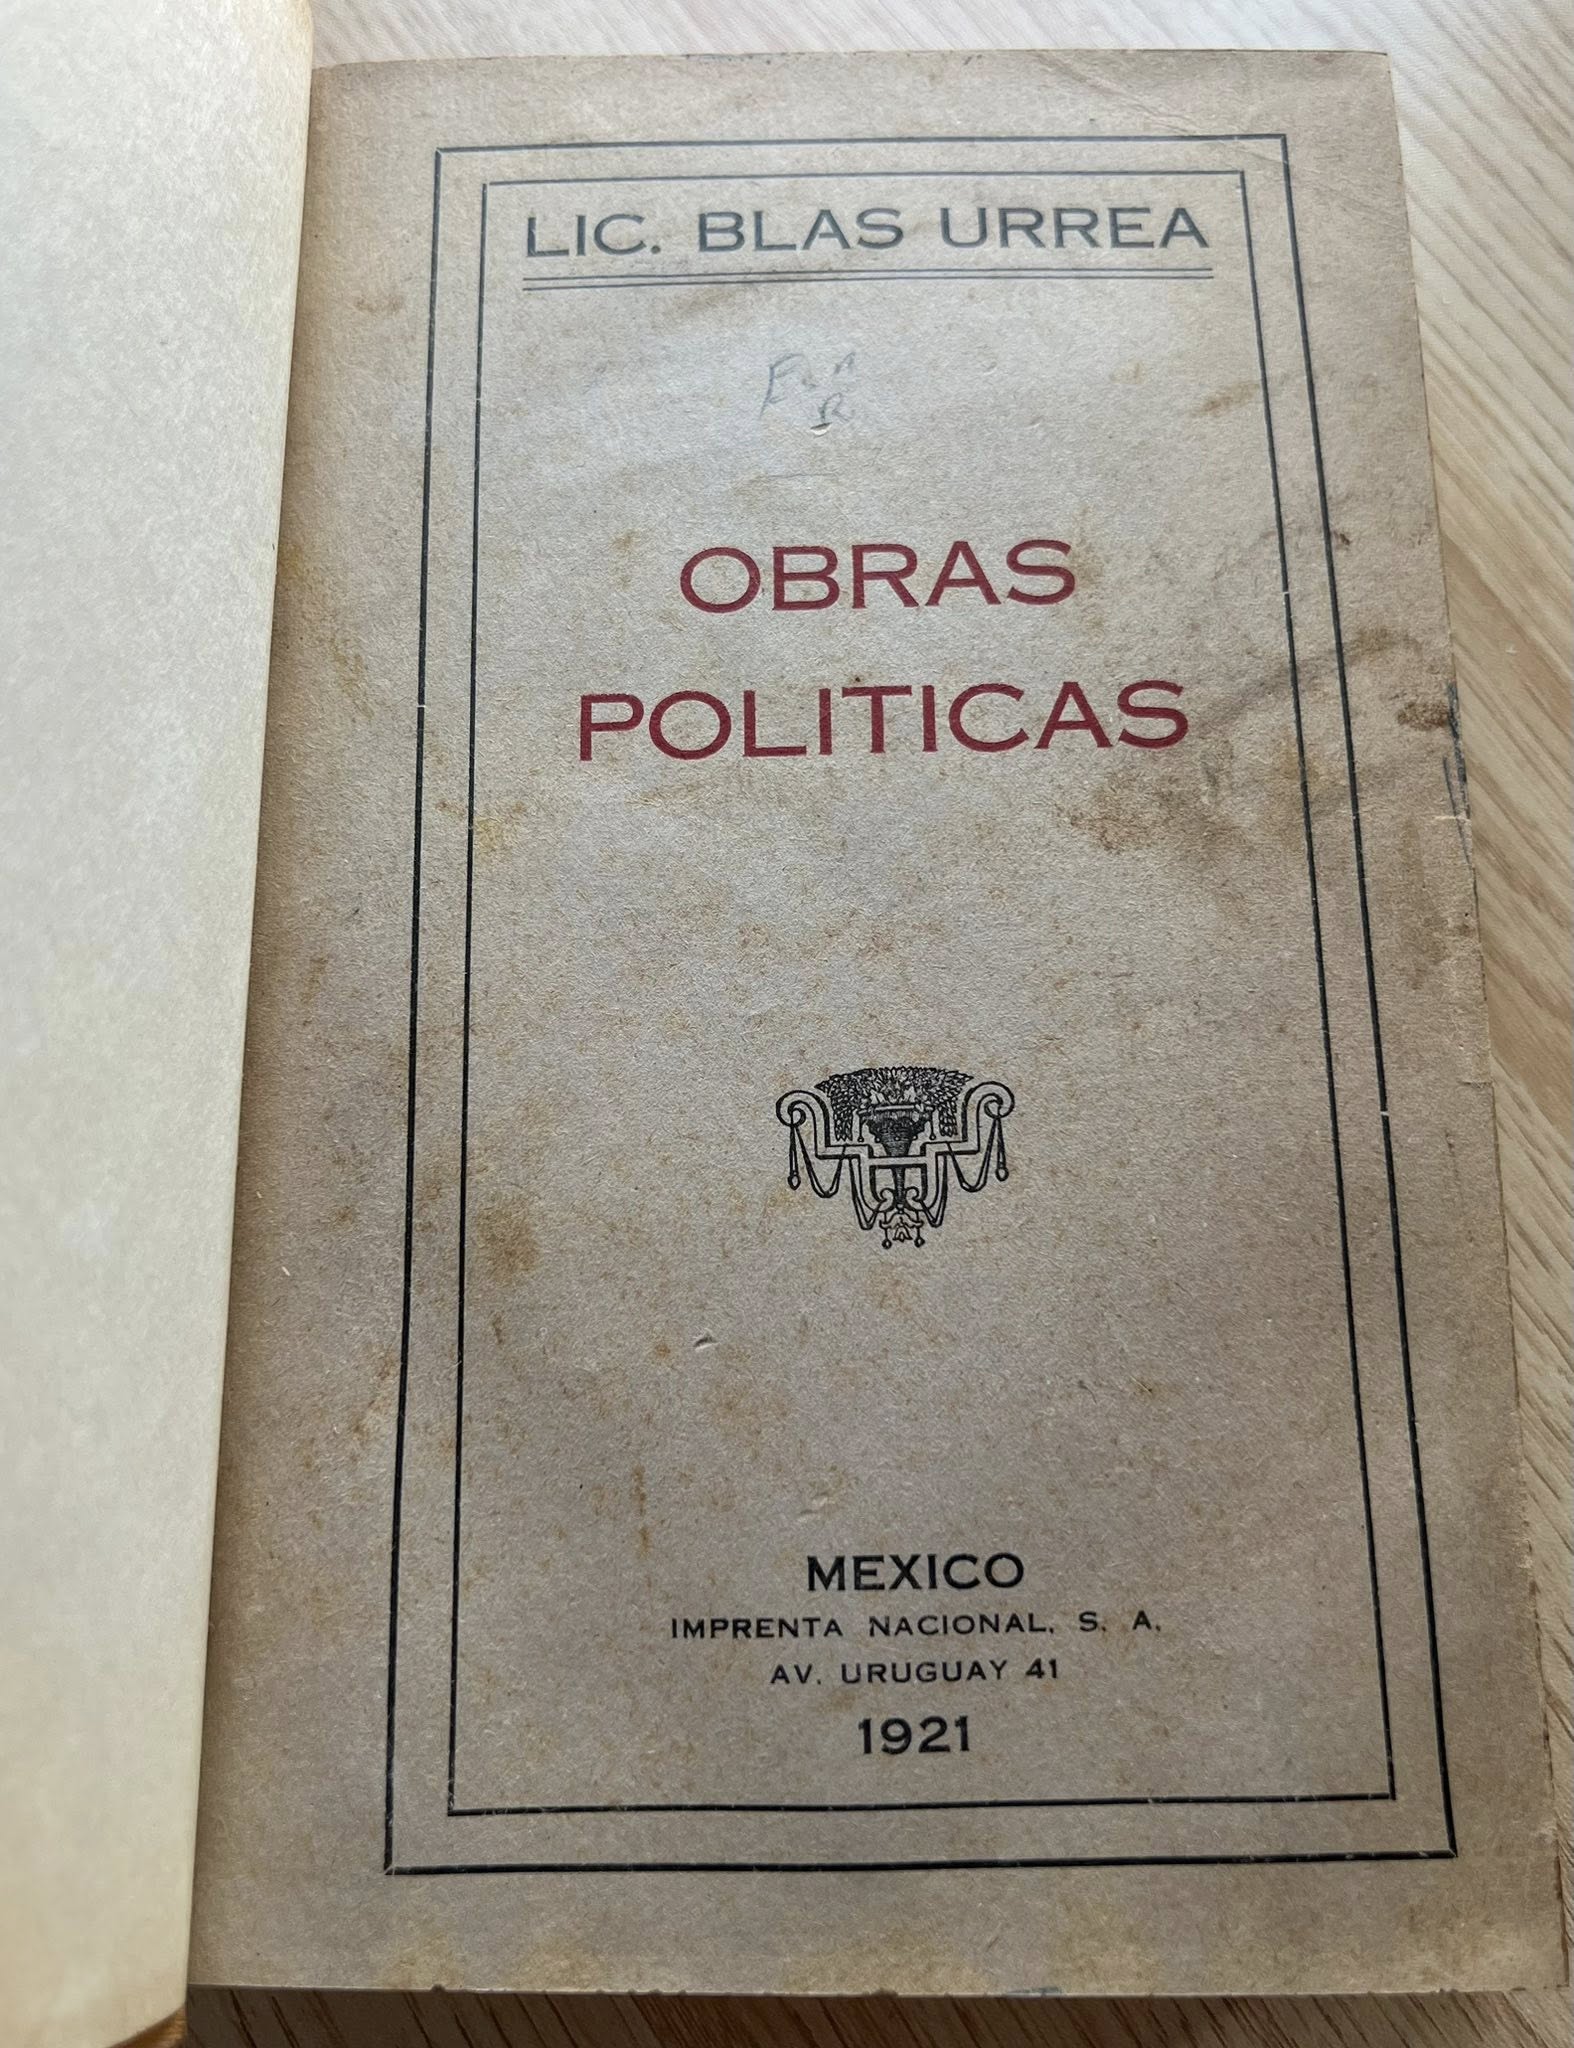 LIC. BLAS URREA
OBRAS
POLITICAS
MEXICO
IMPRENTA NACIONAL, S. A.
AV. URUGUAY 41
1921